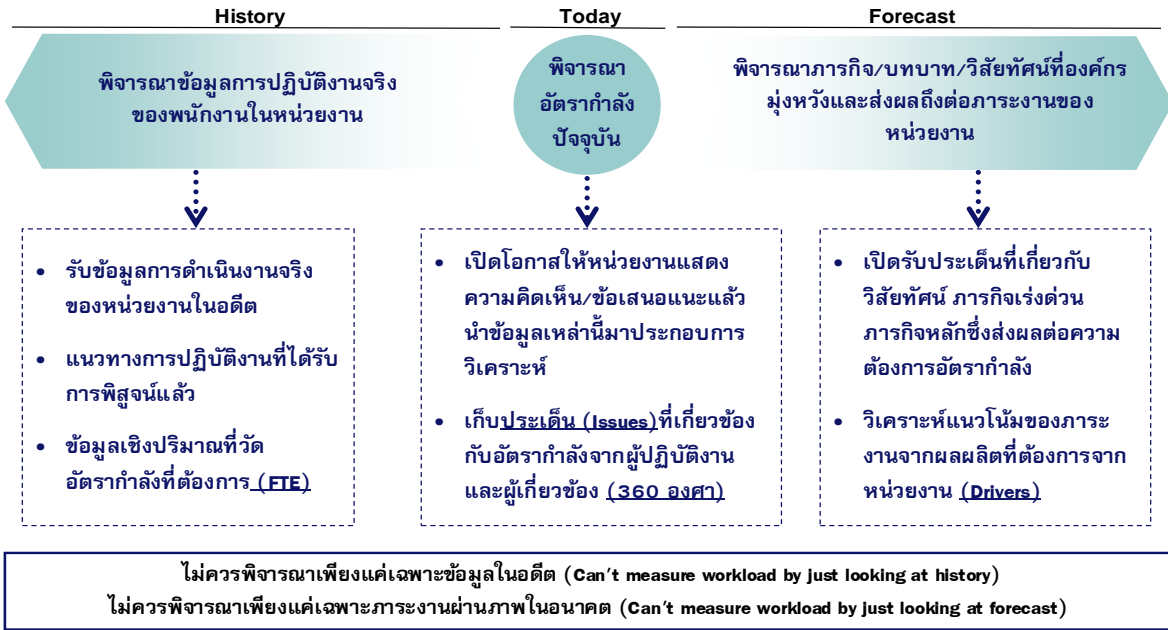 History
Today
Forecast
พิจารณาข้อมูลการปฏิบัติงานจริง
ของพนักงานในหน่วยงาน
พิจารณา
อัตรากำลัง
ปัจจุบัน
พิจารณาภารกิจ/บทบาท/วิสัยทัศน์ที่องค์กร
มุ่งหวังและส่งผลถึงต่อภาระงานของ
หน่วยงาน
• รับข้อมูลการดำเนินงานจริง
ของหน่วยงานในอดีต
• แนวทางการปฏิบัติงานที่ได้รับ
การพิสูจน์แล้ว
• ข้อมูลเชิงปริมาณที่วัด
อัตรากำลังที่ต้องการ (FTE)
• เปิดโอกาสให้หน่วยงานแสดง
ความคิดเห็น/ข้อเสนอแนะแล้ว
นำข้อมูลเหล่านี้มาประกอบการ
วิเคราะห์
• เก็บประเด็น (Issues)ที่เกี่ยวข้อง
กับอัตรากำลังจากผู้ปฏิบัติงาน
และผู้เกี่ยวข้อง (360 องศา)
• เปิดรับประเด็นที่เกี่ยวกับ
วิสัยทัศน์ ภารกิจเร่งด่วน
ภารกิจหลักซึ่งส่งผลต่อความ
ต้องการอัตรากำลัง
• วิเคราะห์แนวโน้มของภาระ
งานจากผลผลิตที่ต้องการจาก
หน่วยงาน (Drivers)
ไม่ควรพิจารณาเพียงแค่เฉพาะข้อมูลในอดีต (Can't measure workload by just looking at history)
ไม่ควรพิจารณาเพียงแค่เฉพาะภาระงานผ่านภาพในอนาคต (Can't measure workload by just looking at forecast)